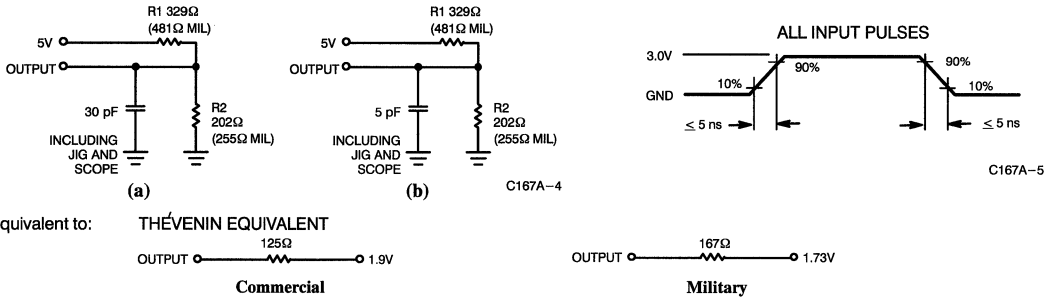 R1 329Ω
(481Ω MIL)
5V
OUTPUT
30 pF
R2
202Ω
(255Ω MIL)
INCLUDING
JIG AND
SCOPE
(a)
R1 329Ω
(481Ω MIL)
5V
OUTPUT
5 pF
R2
202Ω
(255Ω MIL)
INCLUDING
JIG AND
SCOPE
(b)
C167A–4
ALL INPUT PULSES
3.0V
90%
90%
10%
10%
GND
≤ 5 ns
≤ 5 ns
C167A–5
quivalent to:
THÉVENIN EQUIVALENT
125Ω
OUTPUT
1.9V
Commercial
167Ω
OUTPUT
1.73V
Military